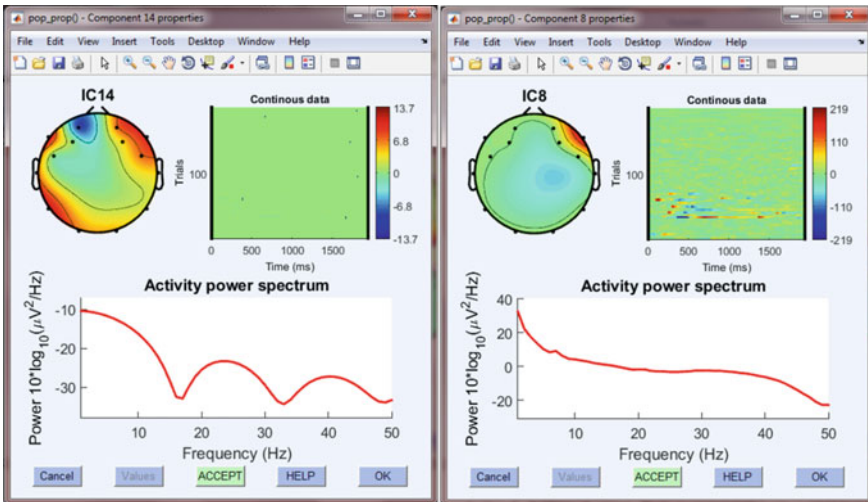 pop_prop() - Component 14 properties
File Edit View Insert Tools Desktop Window Help
IC14
Continous data
Trials
100
0 500 1000 1500
Time (ms)
13.7
6.8
0
-6.8
-13.7
Activity power spectrum
Power 10*log10(μV2/Hz)
-10
-20
-30
10 20 30 40 50
Frequency (Hz)
Cancel Values ACCEPT HELP OK
pop_prop() - Component 8 properties
File Edit View Insert Tools Desktop Window Help
IC8
Continous data
Trials
100
0 500 1000 1500
Time (ms)
219
110
0
-110
-219
Activity power spectrum
Power 10*log10(μV2/Hz)
40
20
0
-20
10 20 30 40 50
Frequency (Hz)
Cancel Values ACCEPT HELP OK